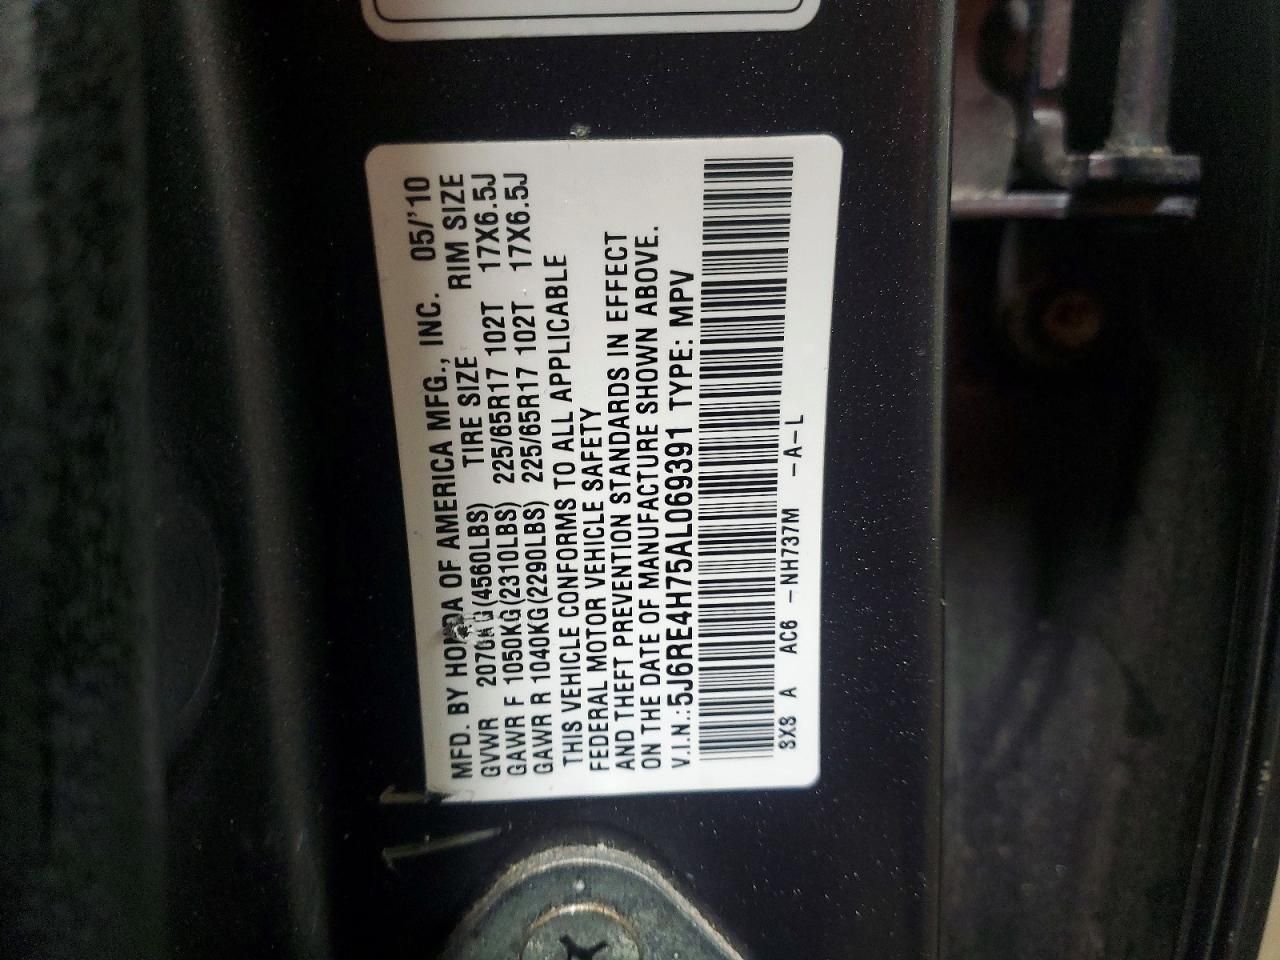 MFD. BY HONDA OF AMERICA MFG., INC. 05/'10
GVWR 2070KG(4560LBS) TIRE SIZE RIM SIZE
GAWR F 1050KG(2310LBS) 225/65R17 102T 17X6.5J
GAWR R 1040KG(2290LBS) 225/65R17 102T 17X6.5J
THIS VEHICLE CONFORMS TO ALL APPLICABLE
FEDERAL MOTOR VEHICLE SAFETY
AND THEFT PREVENTION STANDARDS IN EFFECT
ON THE DATE OF MANUFACTURE SHOWN ABOVE.
V.I.N.:5J6RE4H75AL069391 TYPE: MPV
SX8 A AC6 -NH737M -A-L